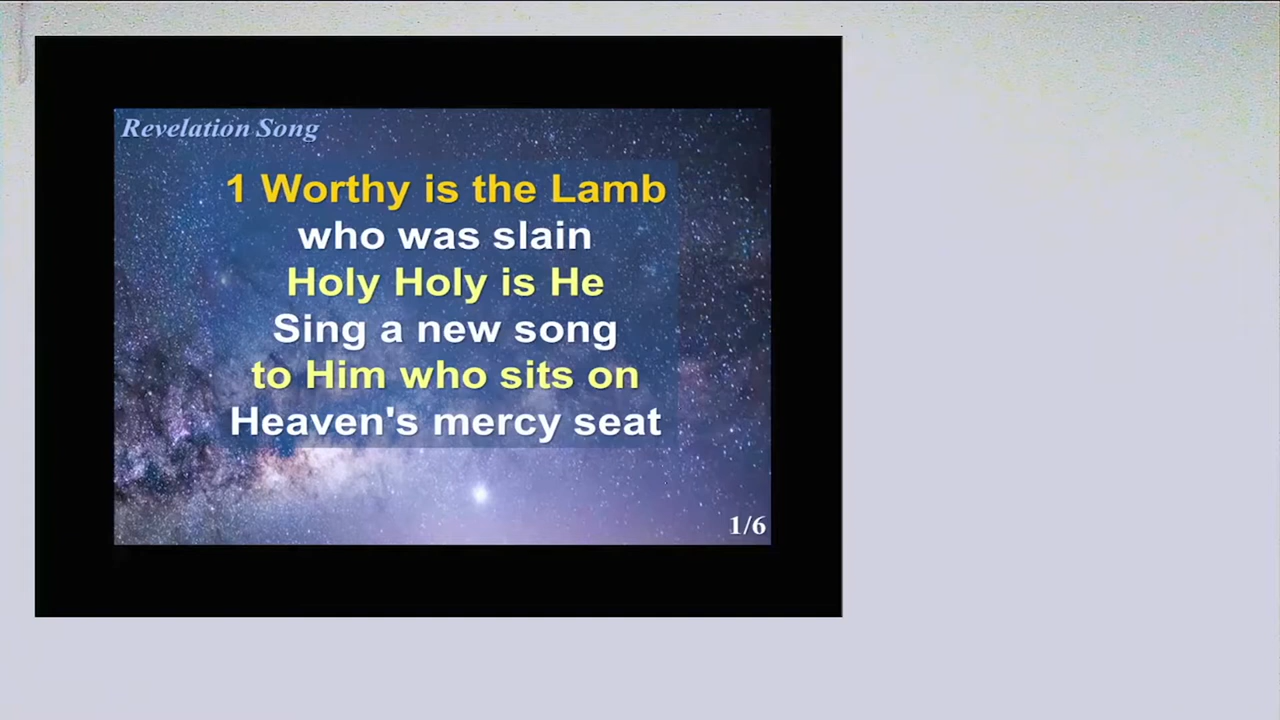 Revelation Song
1 Worthy is the Lamb
who was slain
Holy Holy is He
Sing a new song
to Him who sits on
Heaven's mercy seat
1/6